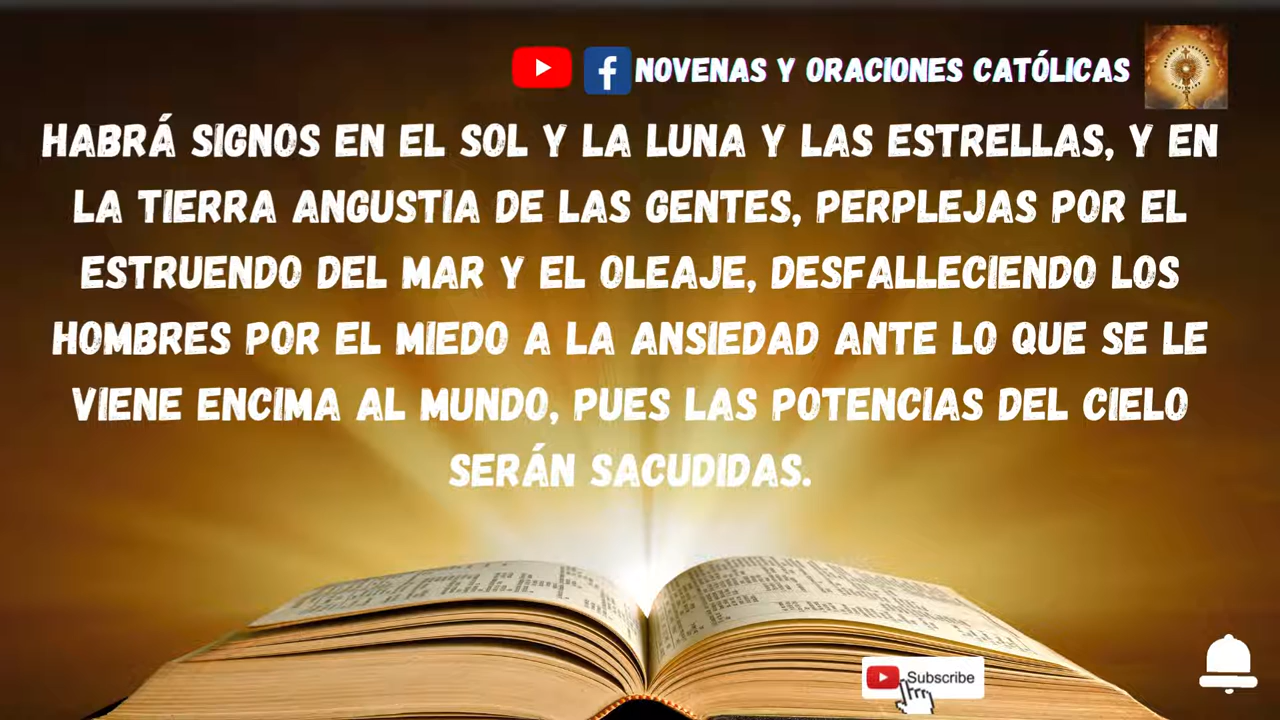 NOVENAS Y ORACIONES CATÓLICAS
HABRÁ SIGNOS EN EL SOL Y LA LUNA Y LAS ESTRELLAS, Y EN
LA TIERRA ANGUSTIA DE LAS GENTES, PERPLEJAS POR EL
ESTRUENDO DEL MAR Y EL OLEAJE, DESFALLECIENDO LOS
HOMBRES POR EL MIEDO A LA ANSIEDAD ANTE LO QUE SE LE
VIENE ENCIMA AL MUNDO, PUES LAS POTENCIAS DEL CIELO
SERÁN SACUDIDAS.
Subscribe